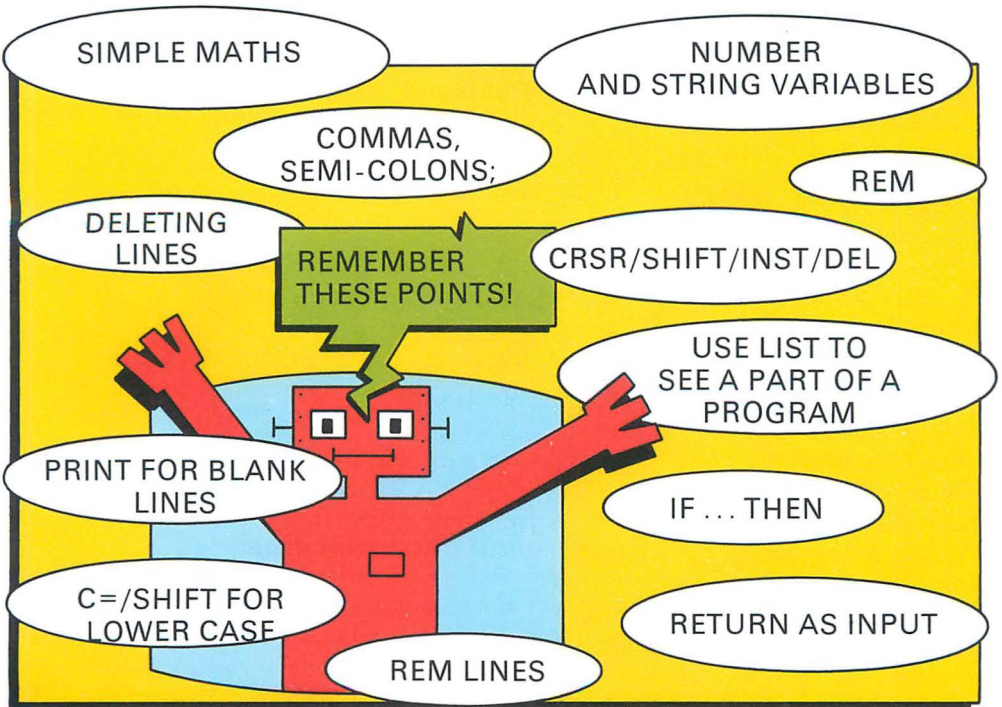 SIMPLE MATHS
NUMBER
AND STRING VARIABLES
COMMAS,
SEMI-COLONS;
REM
DELETING
LINES
REMEMBER
THESE POINTS!
CRSR/SHIFT/INST/DEL
USE LIST TO
SEE A PART OF A
PROGRAM
PRINT FOR BLANK
LINES
IF ... THEN
C=/SHIFT FOR
LOWER CASE
RETURN AS INPUT
REM LINES